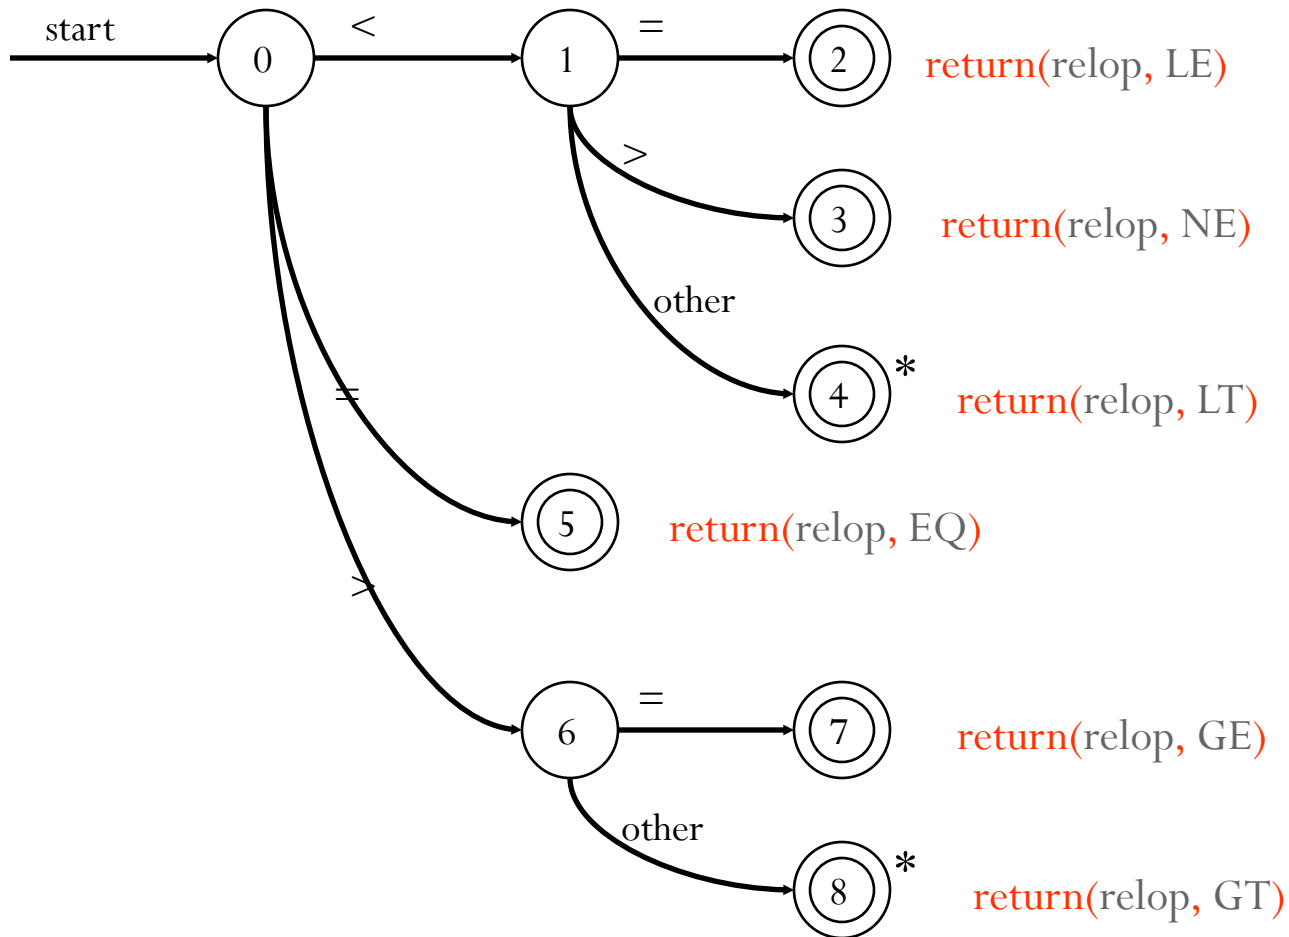 start
0
<
1
=
2
return(relop, LE)
>
3
return(relop, NE)
other
4
*
return(relop, LT)
=
5
return(relop, EQ)
>
6
=
7
return(relop, GE)
other
8
*
return(relop, GT)